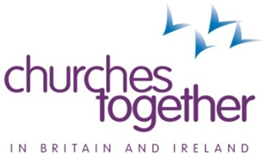 churches
together
IN BRITAIN AND IRELAND